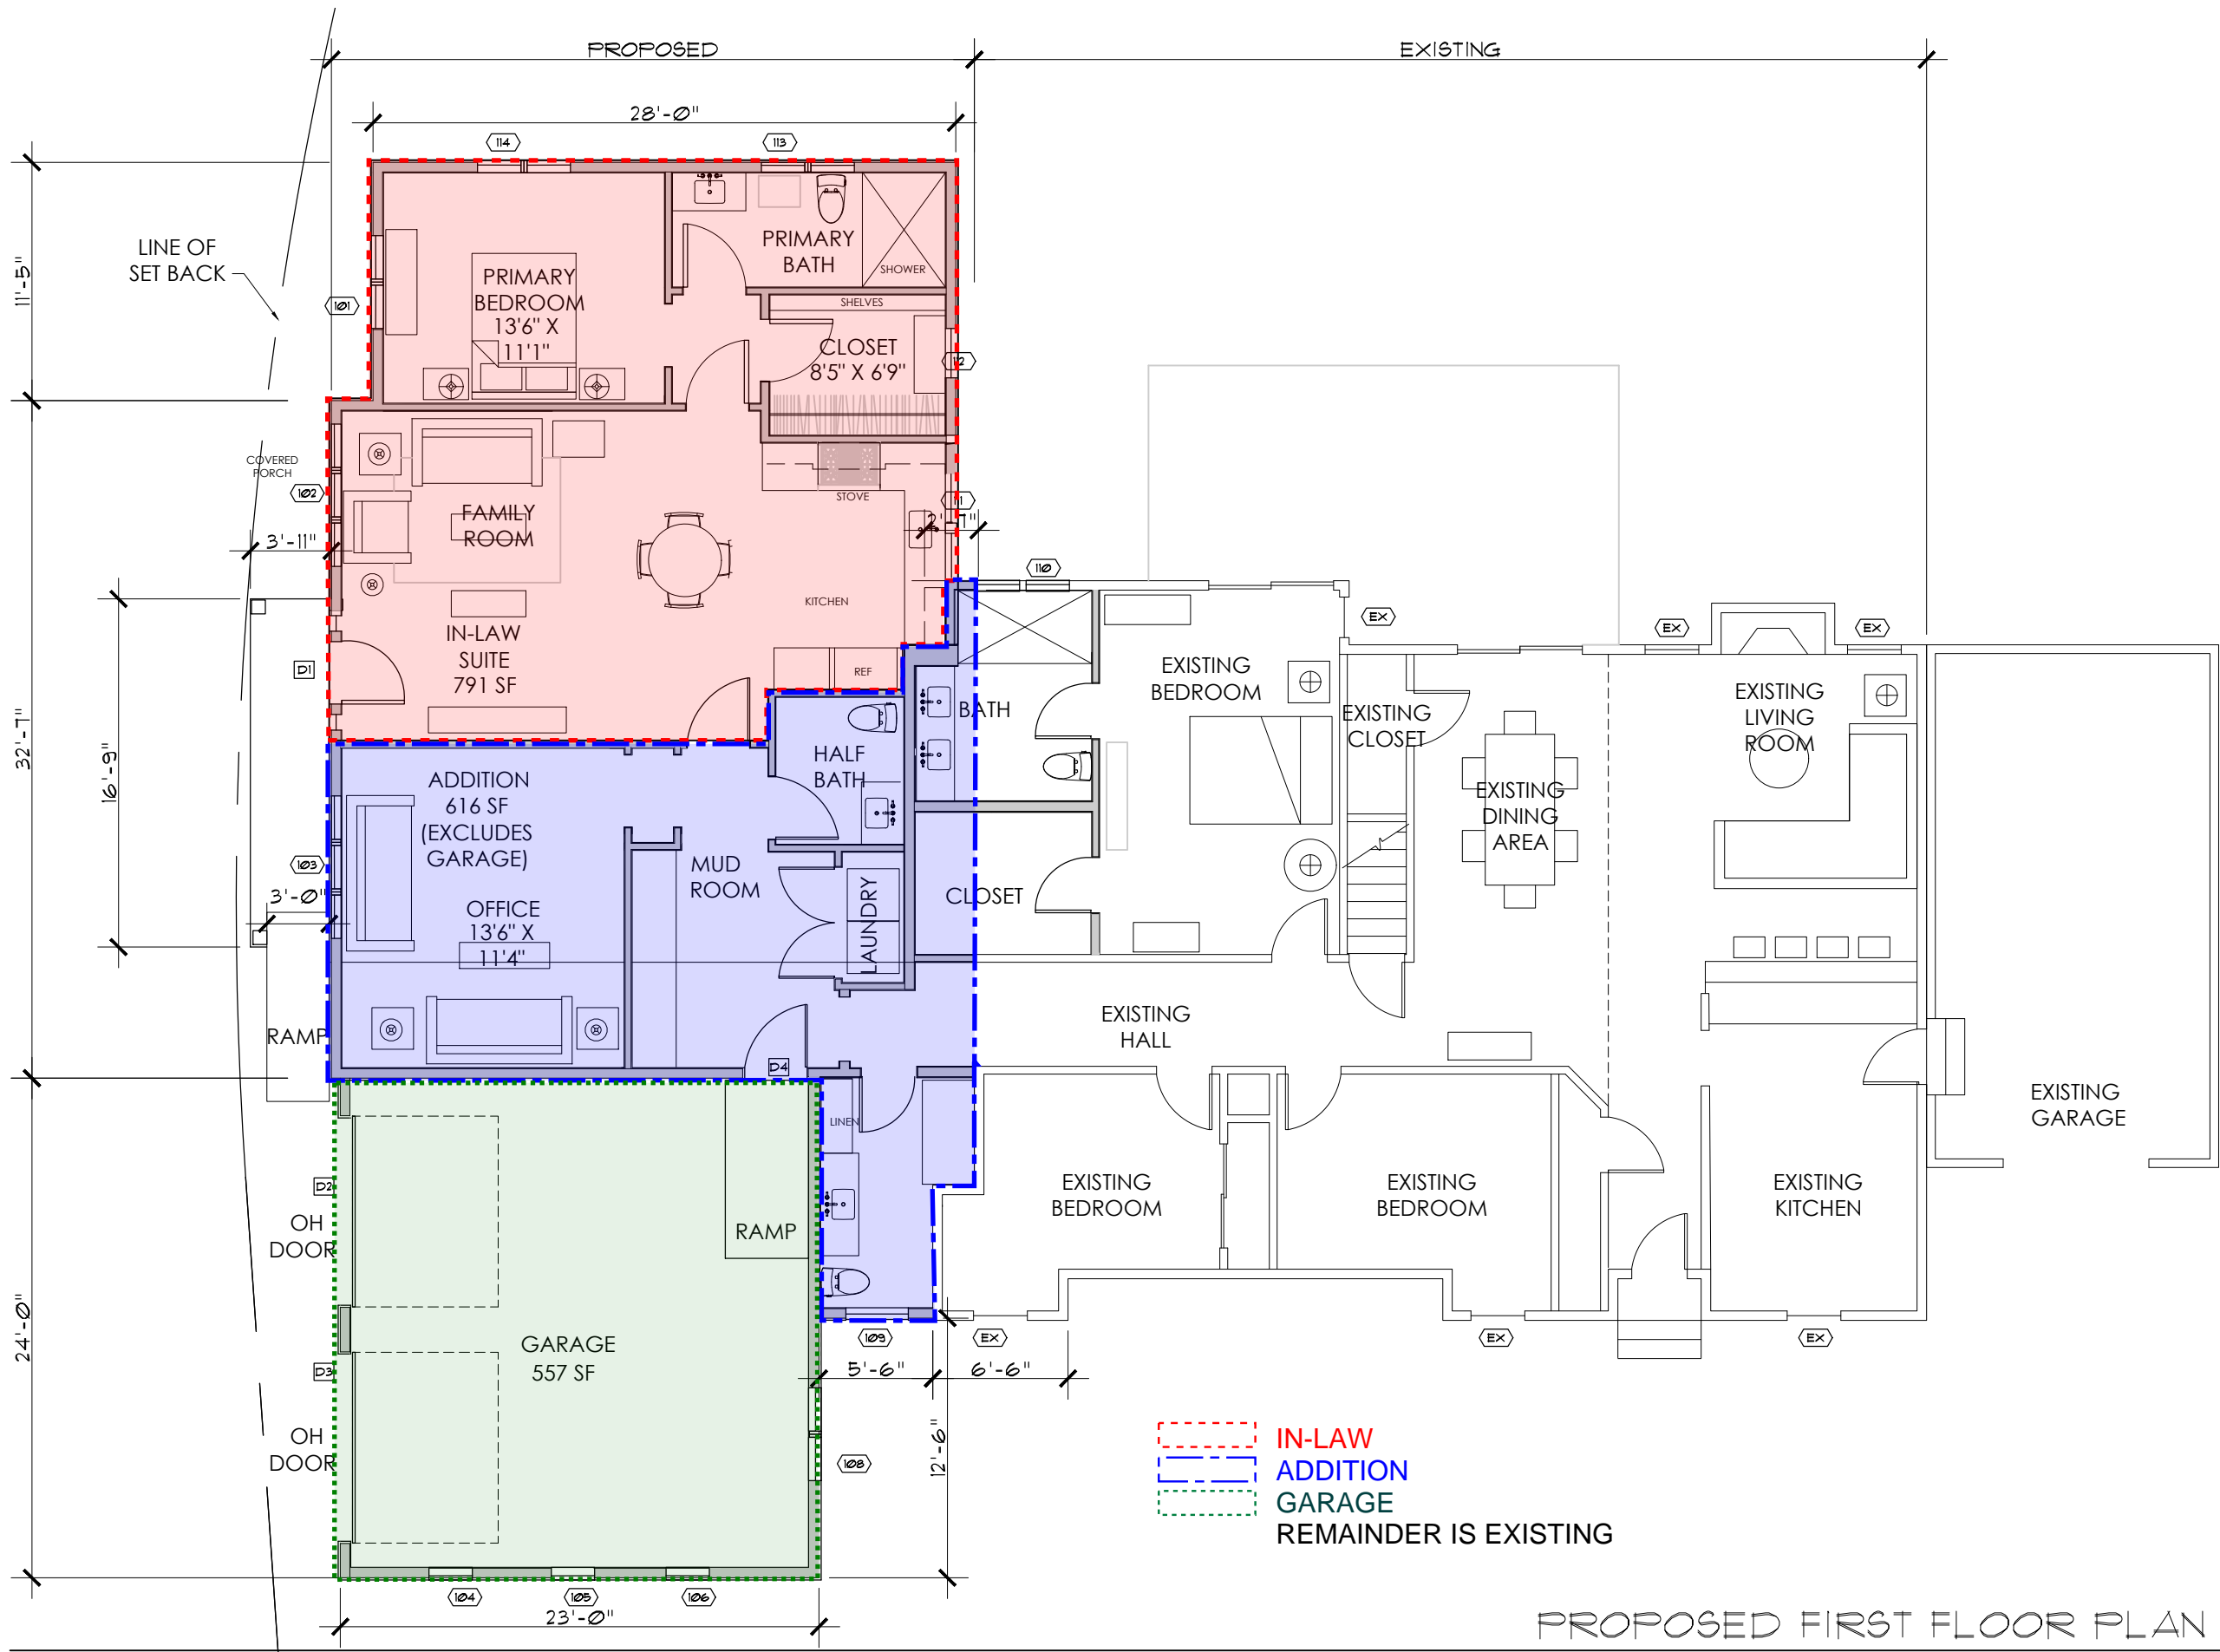 PROPOSED
EXISTING
28'-0"
114
113
11'-5"
LINE OF
SET BACK
101
PRIMARY
BEDROOM
13'6" X
11'1"
PRIMARY
BATH
SHOWER
SHELVES
CLOSET
8'5" X 6'9"
112
COVERED
PORCH
102
3'-11"
FAMILY
ROOM
STOVE
111
KITCHEN
110
IN-LAW
SUITE
791 SF
D1
REF
32'-7"
16'-9"
EX
EX
EX
EXISTING
BEDROOM
BATH
EXISTING
CLOSET
EXISTING
LIVING
ROOM
HALF
BATH
ADDITION
616 SF
(EXCLUDES
GARAGE)
EXISTING
DINING
AREA
103
3'-0"
MUD
ROOM
LAUNDRY
CLOSET
OFFICE
13'6" X
11'4"
RAMP
EXISTING
HALL
D4
LINEN
EXISTING
GARAGE
D2
OH
DOOR
RAMP
EXISTING
BEDROOM
EXISTING
BEDROOM
EXISTING
KITCHEN
24'-0"
GARAGE
557 SF
D3
109
EX
EX
EX
5'-6"
6'-6"
OH
DOOR
108
12'-6"
IN-LAW
ADDITION
GARAGE
REMAINDER IS EXISTING
104
105
106
23'-0"
PROPOSED FIRST FLOOR PLAN